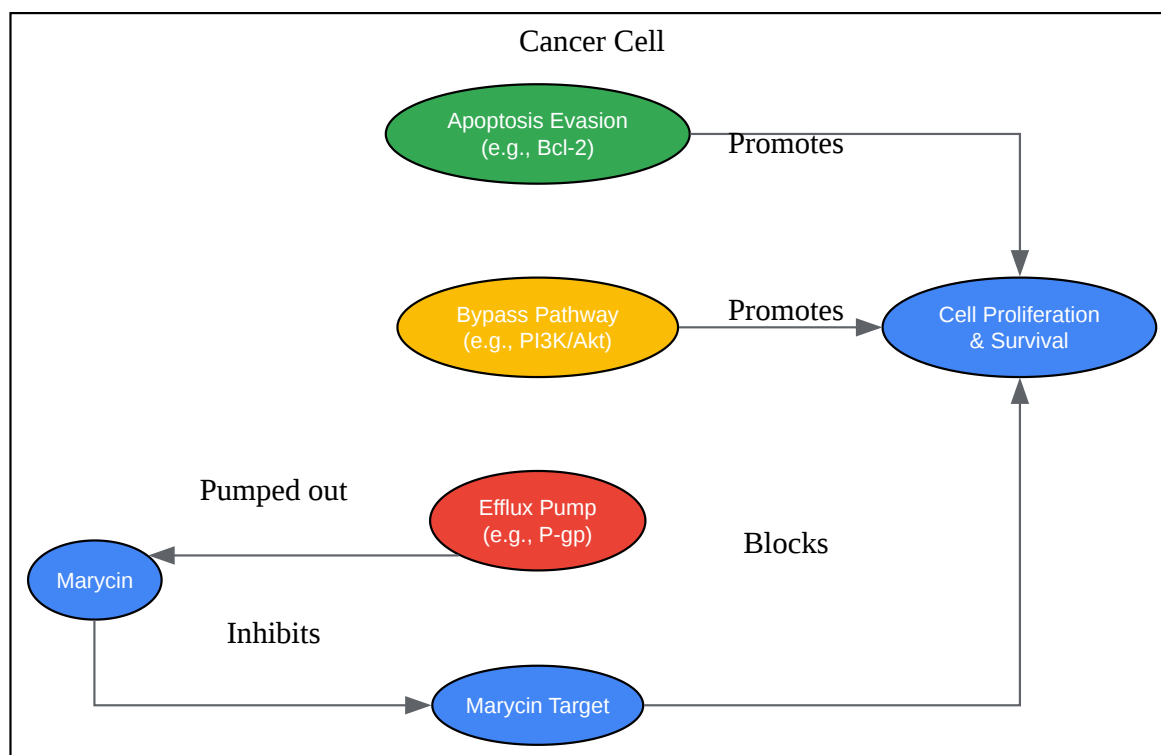 Cancer Cell
Apoptosis Evasion
(e.g., Bcl-2)
Promotes
Bypass Pathway
(e.g., PI3K/Akt)
Promotes
Cell Proliferation
& Survival
Pumped out
Efflux Pump
(e.g., P-gp)
Blocks
Marycin
Inhibits
Marycin Target